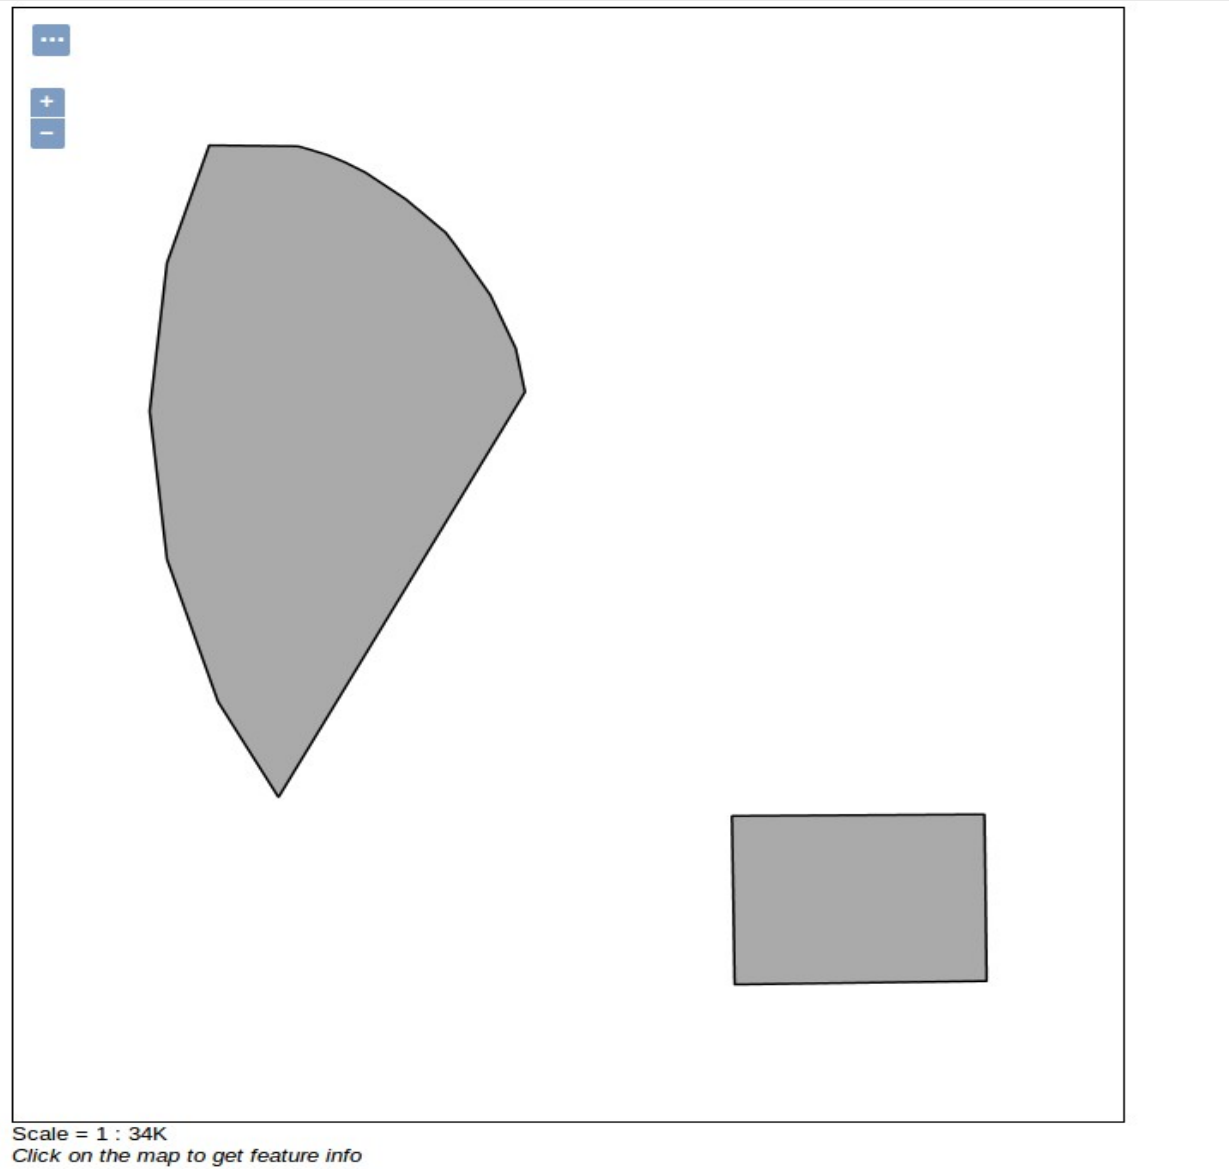 ...
+
−
Scale = 1 : 34K
Click on the map to get feature info